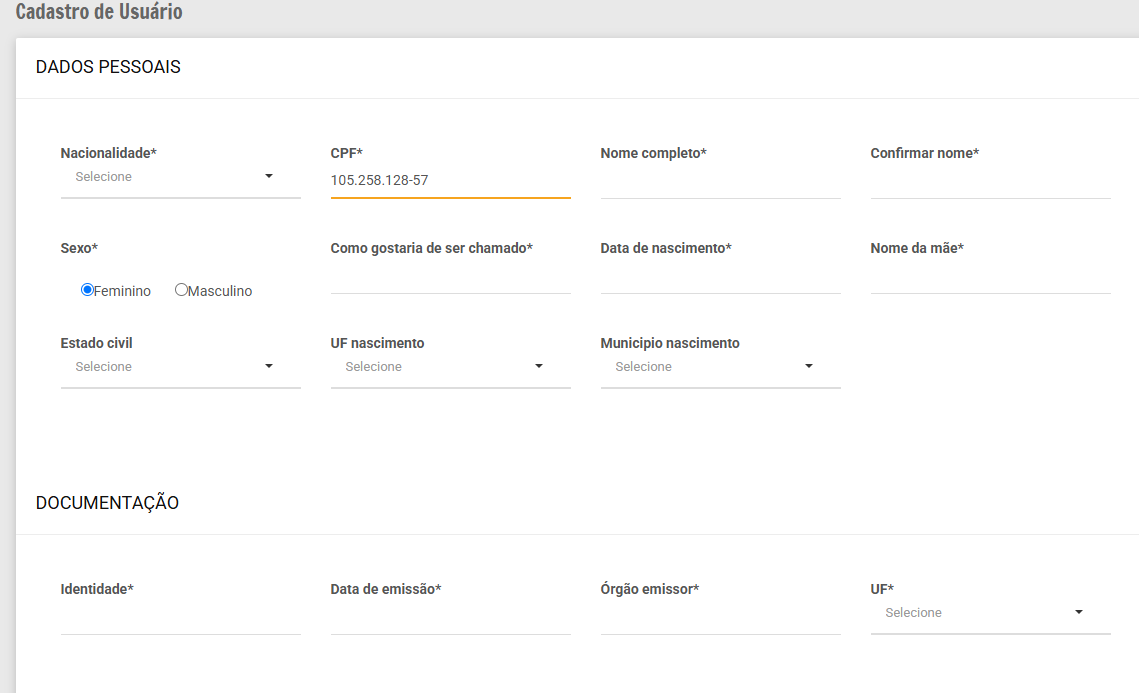 Cadastro de Usuário
DADOS PESSOAIS
Nacionalidade* CPF* Nome completo* Confirmar nome*
Selecione 105.258.128-57
Sexo* Como gostaria de ser chamado* Data de nascimento* Nome da mãe*
Feminino Masculino
Estado civil UF nascimento Municipio nascimento
Selecione Selecione Selecione
DOCUMENTAÇÃO
Identidade* Data de emissão* Órgão emissor* UF*
Selecione